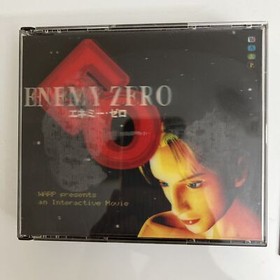 ENEMY ZERO
エネミー・ゼロ
WARP presents
an Interactive Movie